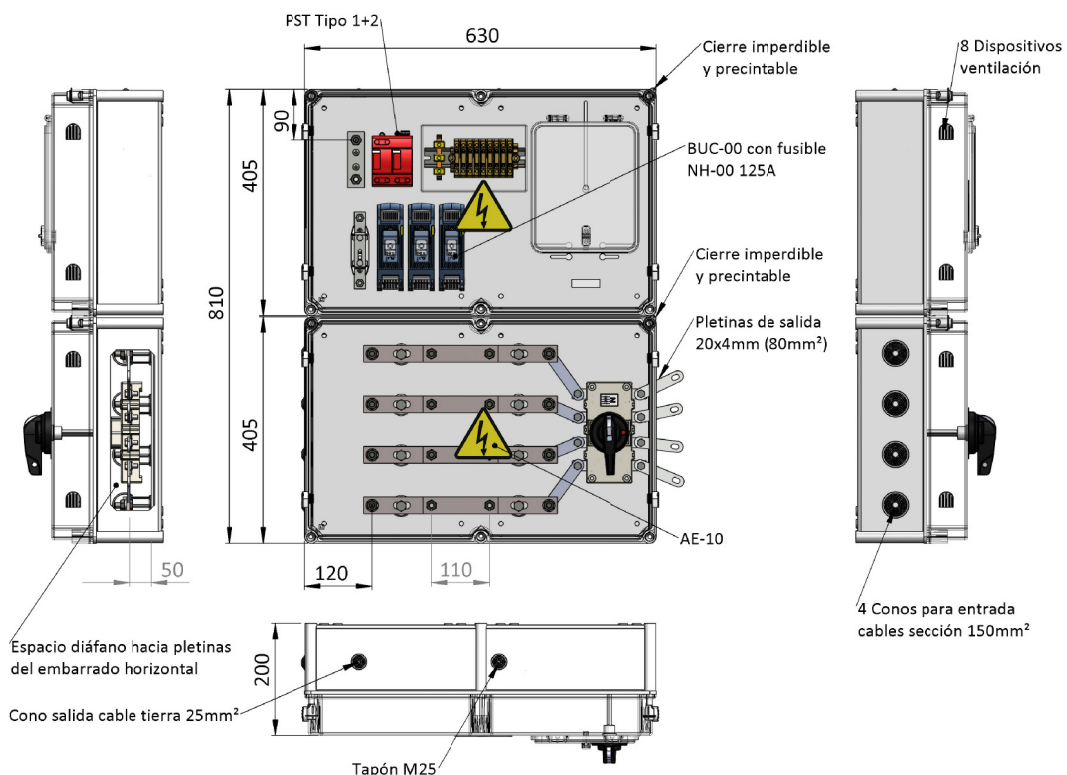 PST Tipo 1+2
630
Cierre imperdible
y precintable
8 Dispositivos
ventilación
90
405
810
BUC-00 con fusible
NH-00 125A
Cierre imperdible
y precintable
Pletinas de salida
20x4mm (80mm²)
405
AE-10
50
120
110
4 Conos para entrada
cables sección 150mm²
Espacio diáfano hacia pletinas
del embarrado horizontal
200
Cono salida cable tierra 25mm²
Tapón M25